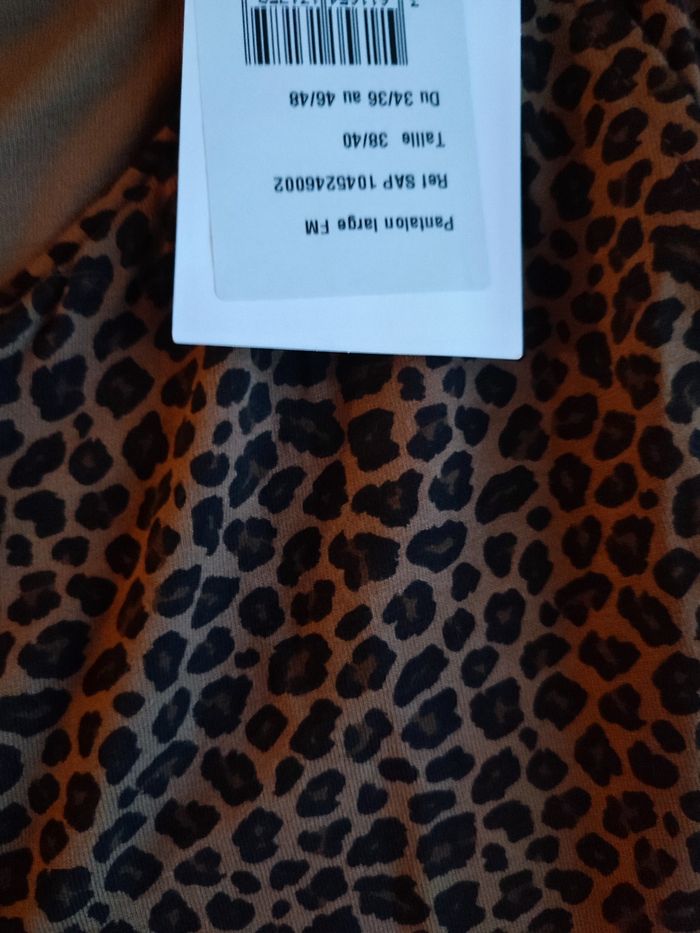 Pantalon large FM
Ref SAP 1045246002
Taille 38/40
Du 34/36 au 46/48